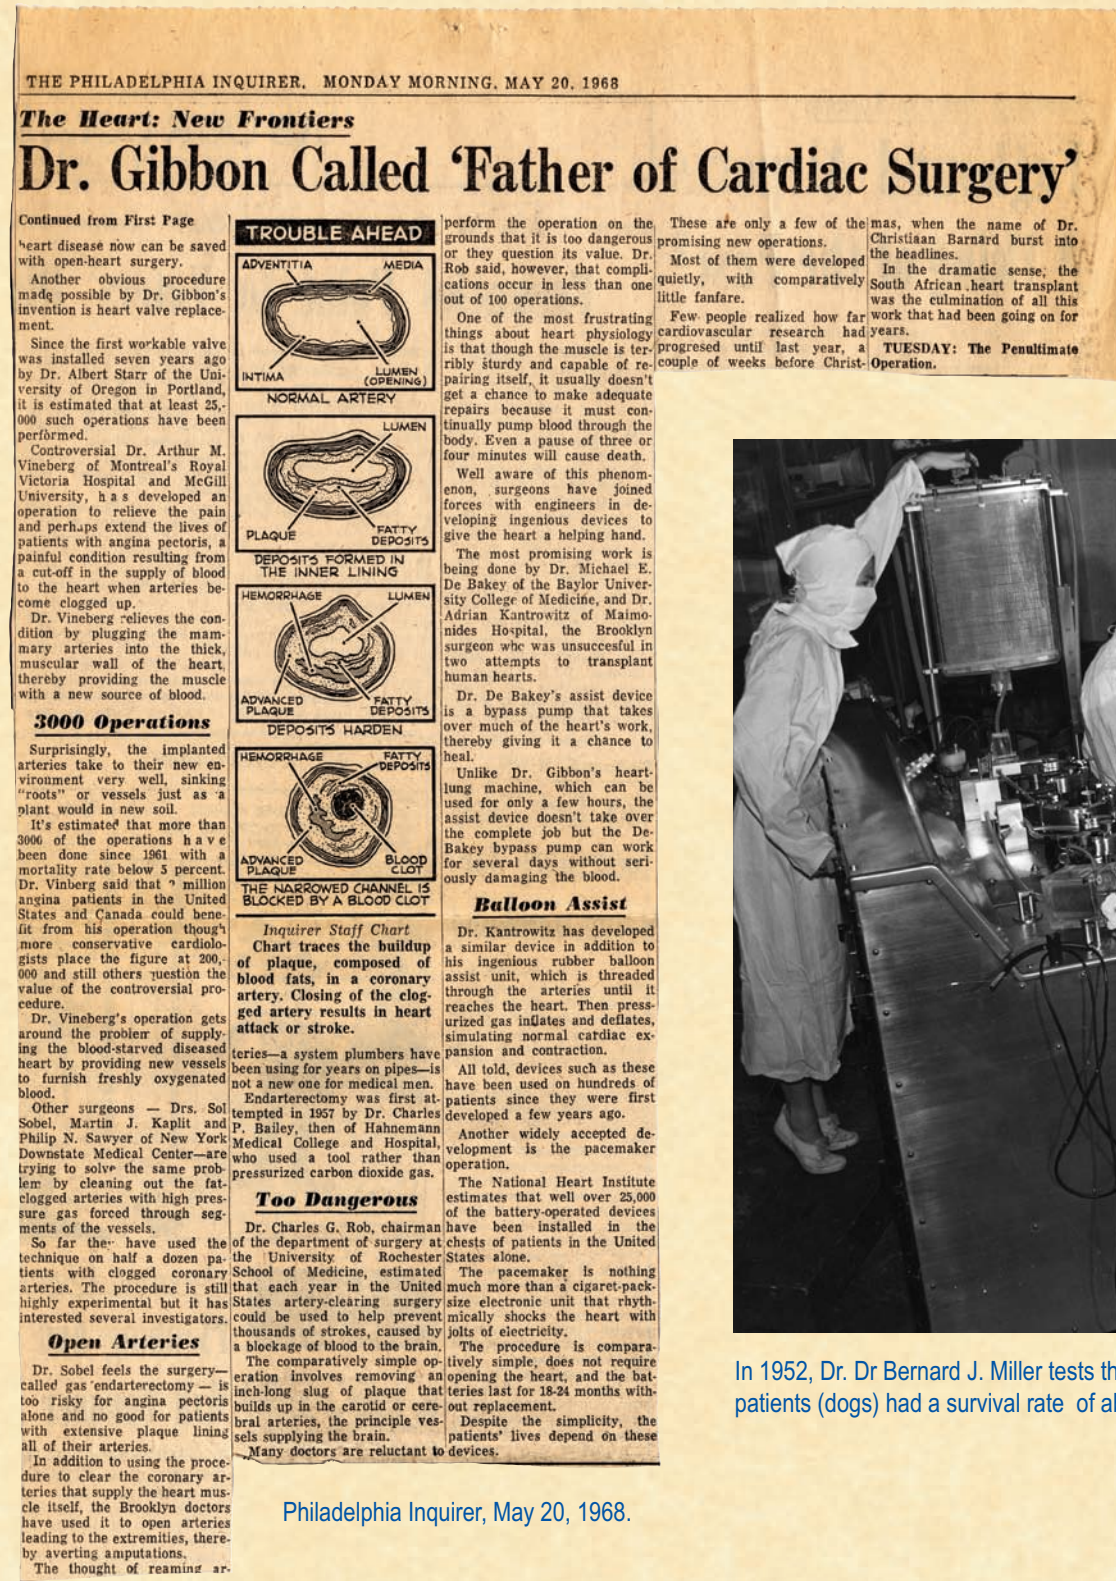 THE PHILADELPHIA INQUIRER, MONDAY MORNING, MAY 20, 1968
The Heart: New Frontiers
Dr. Gibbon Called ‘Father of Cardiac Surgery’
Continued from First Page
heart disease now can be saved
with open-heart surgery.
Another obvious procedure
made possible by Dr. Gibbon's
invention is heart valve replace-
ment.
Since the first workable valve
was installed seven years ago
by Dr. Albert Starr of the Uni-
versity of Oregon in Portland,
it is estimated that at least 25,-
000 such operations have been
performed.
Controversial Dr. Arthur M.
Vineberg of Montreal's Royal
Victoria Hospital and McGill
University, has developed an
operation to relieve the pain
and perhaps extend the lives of
patients with angina pectoris, a
painful condition resulting from
a cut-off in the supply of blood
to the heart when arteries be-
come clogged up.
Dr. Vineberg relieves the con-
dition by plugging the mam-
mary arteries into the thick,
muscular wall of the heart,
thereby providing the muscle
with a new source of blood.
3000 Operations
Surprisingly, the implanted
arteries take to their new en-
vironment very well, sinking
"roots" or vessels just as a
plant would in new soil.
It's estimated that more than
3000 of the operations have
been done since 1961 with a
mortality rate below 5 percent.
Dr. Vinberg said that million
angina patients in the United
States and Canada could bene-
fit from his operation though
more conservative cardiolo-
gists place the figure at 200,-
000 and still others question the
value of the controversial pro-
cedure.
Dr. Vineberg's operation gets
around the problem of supply-
ing the blood-starved diseased
heart by providing new vessels
to furnish freshly oxygenated
blood.
Other surgeons — Drs. Sol
Sobel, Martin J. Kaplit and
Philip N. Sawyer of New York
Downstate Medical Center—are
trying to solve the same prob-
lem by cleaning out the fat-
clogged arteries with high pres-
sure gas forced through seg-
ments of the vessels.
So far they have used the
technique on half a dozen pa-
tients with clogged coronary
arteries. The procedure is still
highly experimental but it has
interested several investigators.
Open Arteries
Dr. Sobel feels the surgery—
called gas endarterectomy — is
too risky for angina pectoris
alone and no good for patients
with extensive plaque lining
all of their arteries.
In addition to using the proce-
dure to clear the coronary ar-
teries that supply the heart mus-
cle itself, the Brooklyn doctors
have used it to open arteries
leading to the extremities, there-
by averting amputations.
The thought of reaming ar-
TROUBLE AHEAD
ADVENTITIA MEDIA
INTIMA LUMEN
(OPENING)
NORMAL ARTERY
LUMEN
PLAQUE FATTY
DEPOSITS
DEPOSITS FORMED IN
THE INNER LINING
HEMORRHAGE LUMEN
ADVANCED
PLAQUE FATTY
DEPOSITS
DEPOSITS HARDEN
HEMORRHAGE FATTY
DEPOSITS
ADVANCED
PLAQUE BLOOD
CLOT
THE NARROWED CHANNEL IS
BLOCKED BY A BLOOD CLOT
Inquirer Staff Chart
Chart traces the buildup
of plaque, composed of
blood fats, in a coronary
artery. Closing of the clog-
ged artery results in heart
attack or stroke.
teries—a system plumbers have
been using for years on pipes—is
not a new one for medical men.
Endarterectomy was first at-
tempted in 1957 by Dr. Charles
P. Bailey, then of Hahnemann
Medical College and Hospital,
who used a tool rather than
pressurized carbon dioxide gas.
Too Dangerous
Dr. Charles G. Rob, chairman
of the department of surgery at
the University of Rochester
School of Medicine, estimated
that each year in the United
States artery-clearing surgery
could be used to help prevent
thousands of strokes, caused by
a blockage of blood to the brain.
The comparatively simple op-
eration involves removing an
inch-long slug of plaque that
builds up in the carotid or cere-
bral arteries, the principle ves-
sels supplying the brain.
Many doctors are reluctant to
perform the operation on the
grounds that it is too dangerous
or they question its value. Dr.
Rob said, however, that compli-
cations occur in less than one
out of 100 operations.
One of the most frustrating
things about heart physiology
is that though the muscle is ter-
ribly sturdy and capable of re-
pairing itself, it usually doesn't
get a chance to make adequate
repairs because it must con-
tinually pump blood through the
body. Even a pause of three or
four minutes will cause death.
Well aware of this phenom-
enon, surgeons have joined
forces with engineers in de-
veloping ingenious devices to
give the heart a helping hand.
The most promising work is
being done by Dr. Michael E.
De Bakey of the Baylor Univer-
sity College of Medicine, and Dr.
Adrian Kantrowitz of Maimo-
nides Hospital, the Brooklyn
surgeon who was unsuccesful in
two attempts to transplant
human hearts.
Dr. De Bakey's assist device
is a bypass pump that takes
over much of the heart's work,
thereby giving it a chance to
heal.
Unlike Dr. Gibbon's heart-
lung machine, which can be
used for only a few hours, the
assist device doesn't take over
the complete job but the De-
Bakey bypass pump can work
for several days without seri-
ously damaging the blood.
Balloon Assist
Dr. Kantrowitz has developed
a similar device in addition to
his ingenious rubber balloon
assist unit, which is threaded
through the arteries until it
reaches the heart. Then press-
urized gas inflates and deflates,
simulating normal cardiac ex-
pansion and contraction.
All told, devices such as these
have been used on hundreds of
patients since they were first
developed a few years ago.
Another widely accepted de-
velopment is the pacemaker
operation.
The National Heart Institute
estimates that well over 25,000
of the battery-operated devices
have been installed in the
chests of patients in the United
States alone.
The pacemaker is nothing
much more than a cigaret-pack-
size electronic unit that rhyth-
mically shocks the heart with
jolts of electricity.
The procedure is compara-
tively simple, does not require
opening the heart, and the bat-
teries last for 18-24 months with-
out replacement.
Despite the simplicity, the
patients' lives depend on these
devices.
These are only a few of the
promising new operations.
Most of them were developed
quietly, with comparatively
little fanfare.
Few people realized how far
cardiovascular research had
progresed until last year, a
couple of weeks before Christ-
mas, when the name of Dr.
Christiaan Barnard burst into
the headlines.
In the dramatic sense, the
South African heart transplant
was the culmination of all this
work that had been going on for
years.
TUESDAY: The Penultimate
Operation.
In 1952, Dr. Dr Bernard J. Miller tests th
patients (dogs) had a survival rate of al
Philadelphia Inquirer, May 20, 1968.